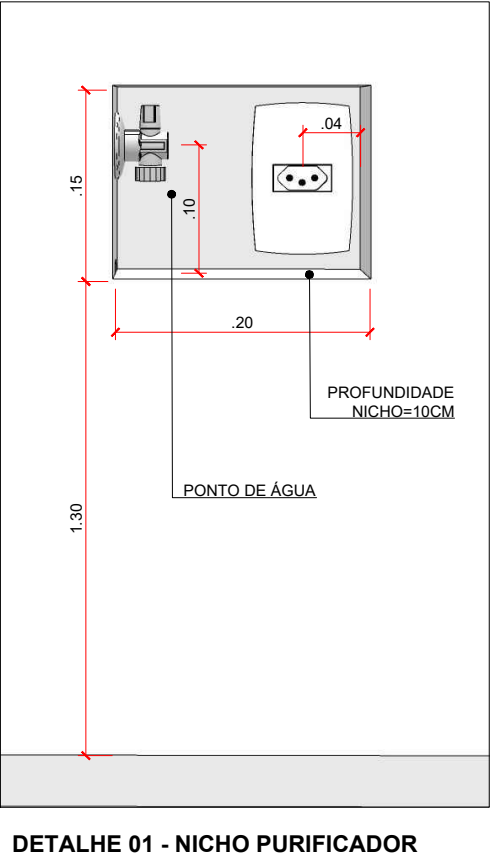 .04
.15
.10
.20
PROFUNDIDADE
NICHO=10CM
PONTO DE ÁGUA
1.30
DETALHE 01 - NICHO PURIFICADOR